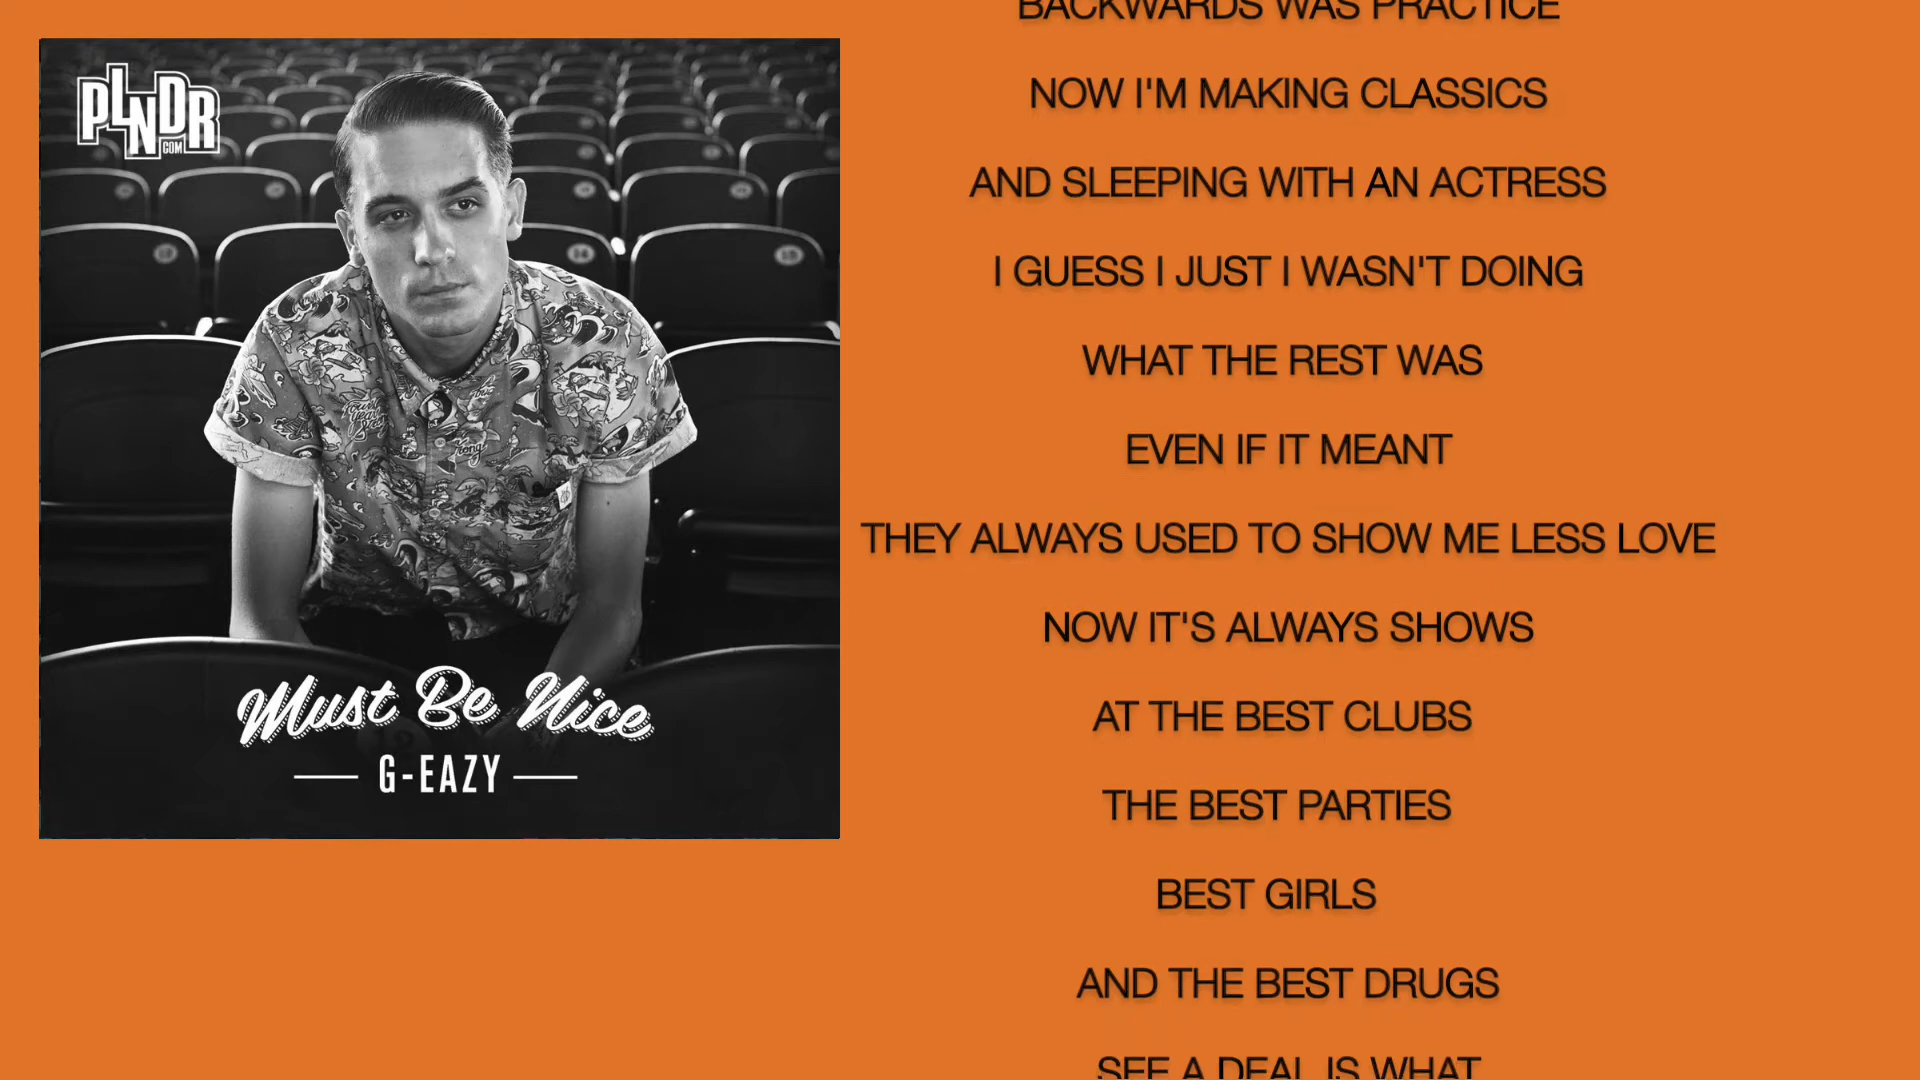 PLNDR
.COM
Must Be Nice
G-EAZY
BACKWARDS WAS PRACTICE
NOW I'M MAKING CLASSICS
AND SLEEPING WITH AN ACTRESS
I GUESS I JUST I WASN'T DOING
WHAT THE REST WAS
EVEN IF IT MEANT
THEY ALWAYS USED TO SHOW ME LESS LOVE
NOW IT'S ALWAYS SHOWS
AT THE BEST CLUBS
THE BEST PARTIES
BEST GIRLS
AND THE BEST DRUGS
SEE A DEAL IS WHAT